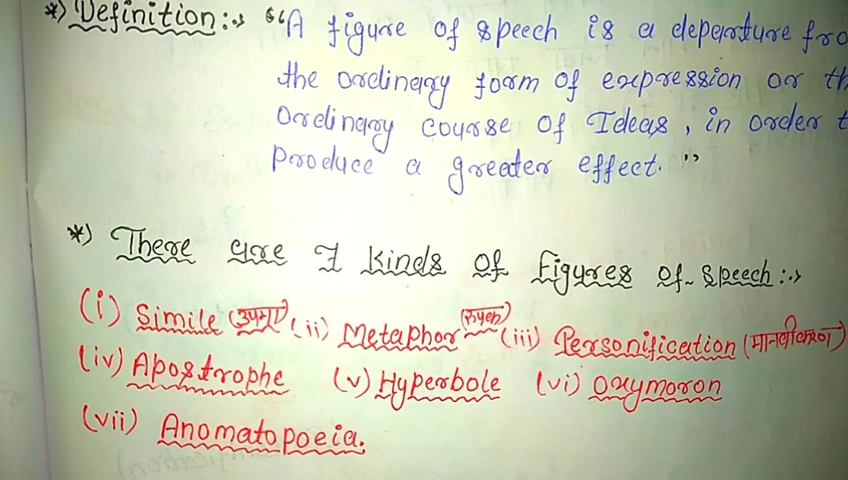 *) Definition :→ "A figure of speech is a departure fro
the ordinary form of expression or th
Ordinary course of Ideas, in order t
Produce a greater effect."
*) There are 7 kinds of Figures of speech :→
(i) Simile (उपमा) (ii) Metaphor (रूपक) (iii) Personification (मानवीकरण)
(iv) Apostrophe (v) Hyperbole (vi) Oxymoron
(vii) Anomatopoeia.